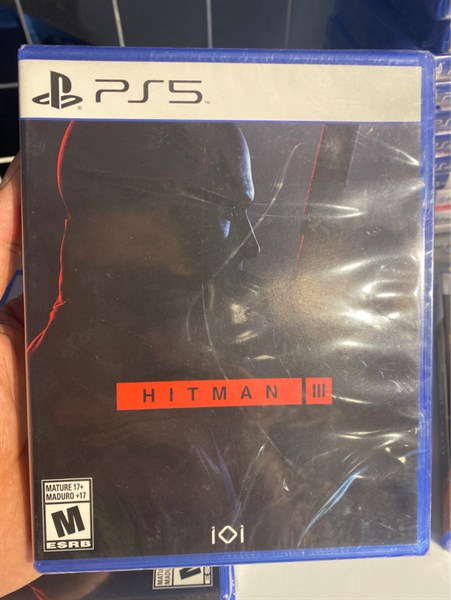 PS5
HITMAN III
MATURE 17+
MADURO +17
M
ESRB
iOi
M